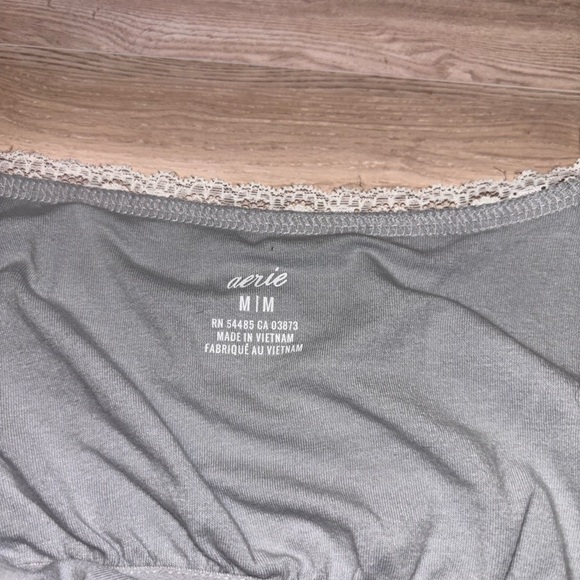 aerie
M|M
RN 54485 CA 03873
MADE IN VIETNAM
FABRIQUÉ AU VIETNAM